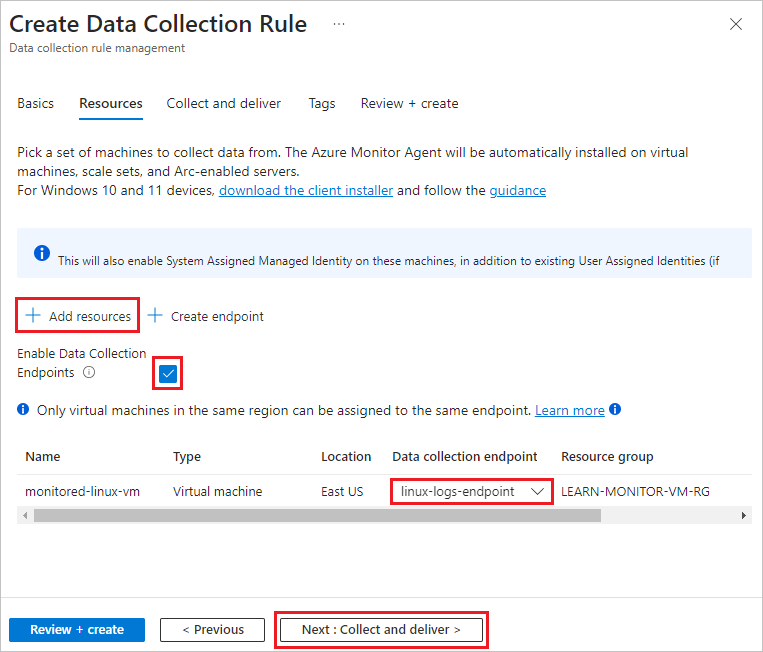 Create Data Collection Rule ...
Data collection rule management
Basics Resources Collect and deliver Tags Review + create
Pick a set of machines to collect data from. The Azure Monitor Agent will be automatically installed on virtual
machines, scale sets, and Arc-enabled servers.
For Windows 10 and 11 devices, download the client installer and follow the guidance
This will also enable System Assigned Managed Identity on these machines, in addition to existing User Assigned Identities (if
Add resources Create endpoint
Enable Data Collection
Endpoints
Only virtual machines in the same region can be assigned to the same endpoint. Learn more
Name Type Location Data collection endpoint Resource group
monitored-linux-vm Virtual machine East US linux-logs-endpoint LEARN-MONITOR-VM-RG
Review + create < Previous Next : Collect and deliver >